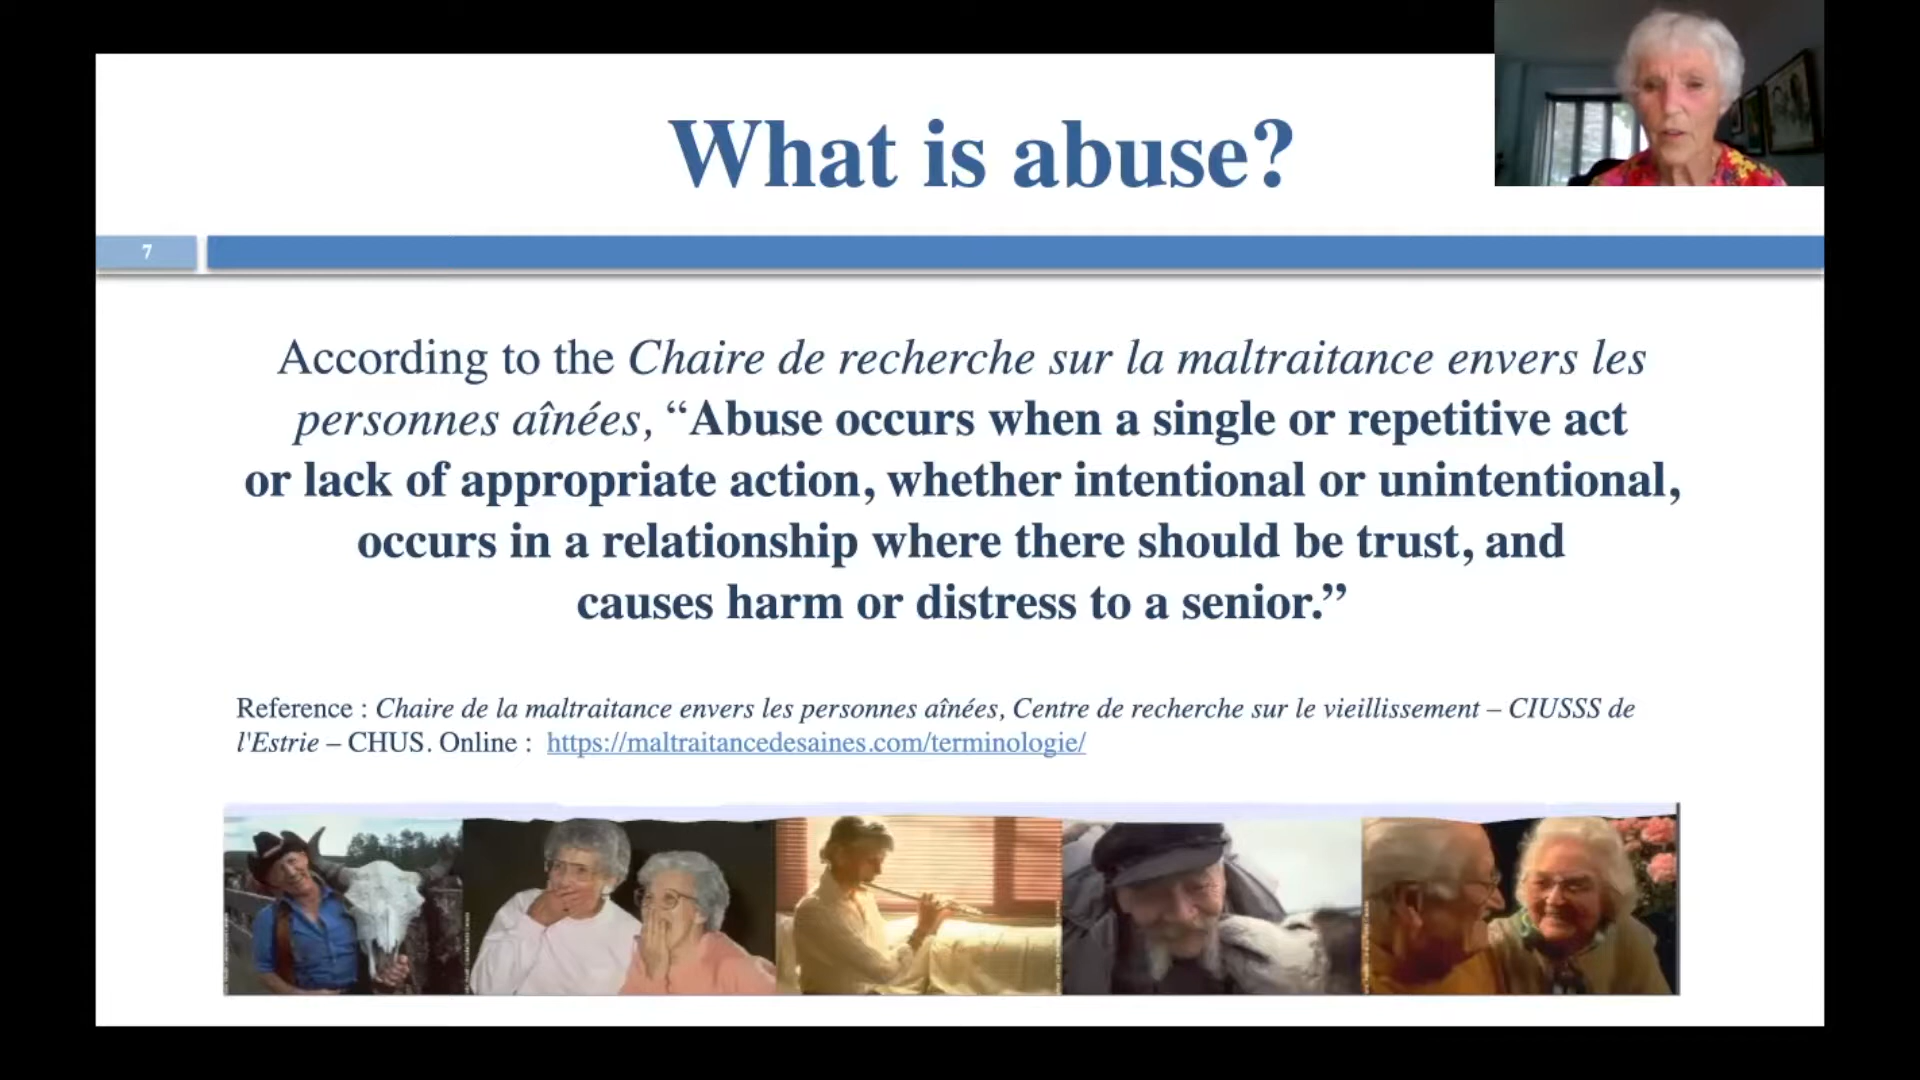 What is abuse?
7
According to the Chaire de recherche sur la maltraitance envers les
personnes aînées, “Abuse occurs when a single or repetitive act
or lack of appropriate action, whether intentional or unintentional,
occurs in a relationship where there should be trust, and
causes harm or distress to a senior.”
Reference : Chaire de la maltraitance envers les personnes aînées, Centre de recherche sur le vieillissement – CIUSSS de
l'Estrie – CHUS. Online : https://maltraitancedesaines.com/terminologie/